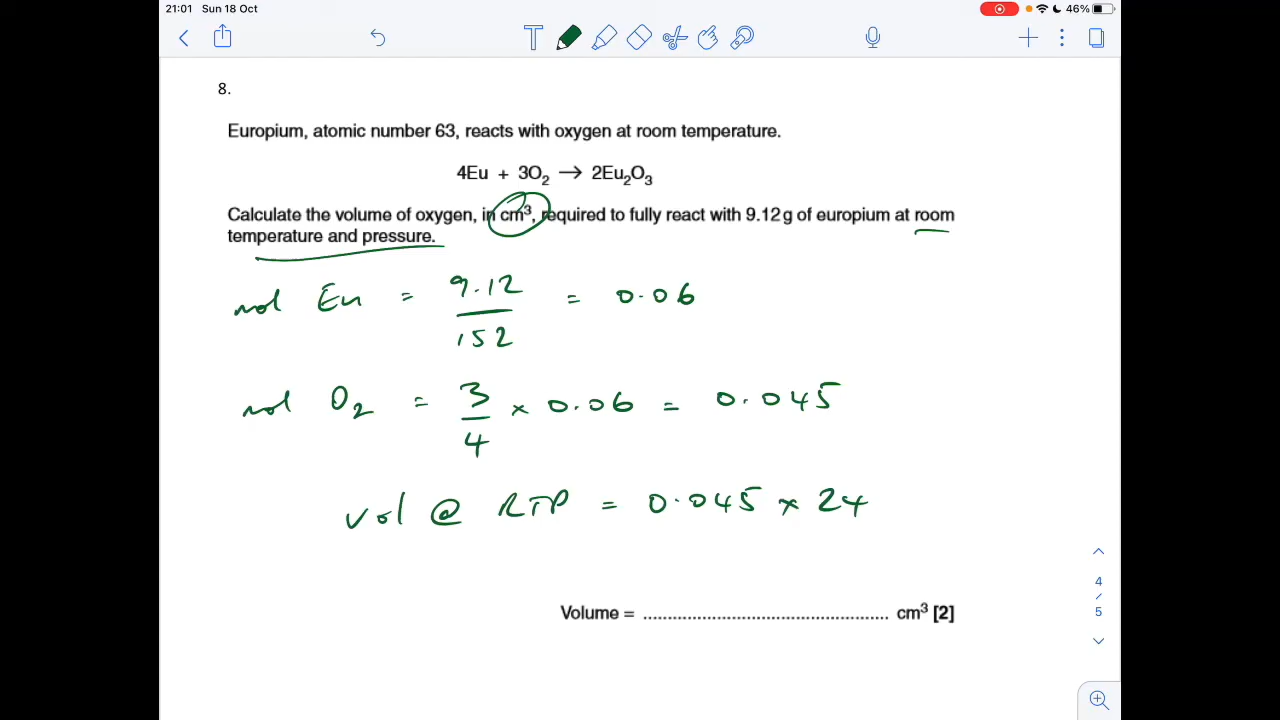 21:01 Sun 18 Oct
46%
8.
Europium, atomic number 63, reacts with oxygen at room temperature.
4Eu + 3O₂ → 2Eu₂O₃
Calculate the volume of oxygen, in cm³, required to fully react with 9.12 g of europium at room
temperature and pressure.
mol Eu = 9.12/152 = 0.06
mol O₂ = 3/4 × 0.06 = 0.045
vol @ RTP = 0.045 × 24
Volume = .................................................. cm³ [2]
4/5